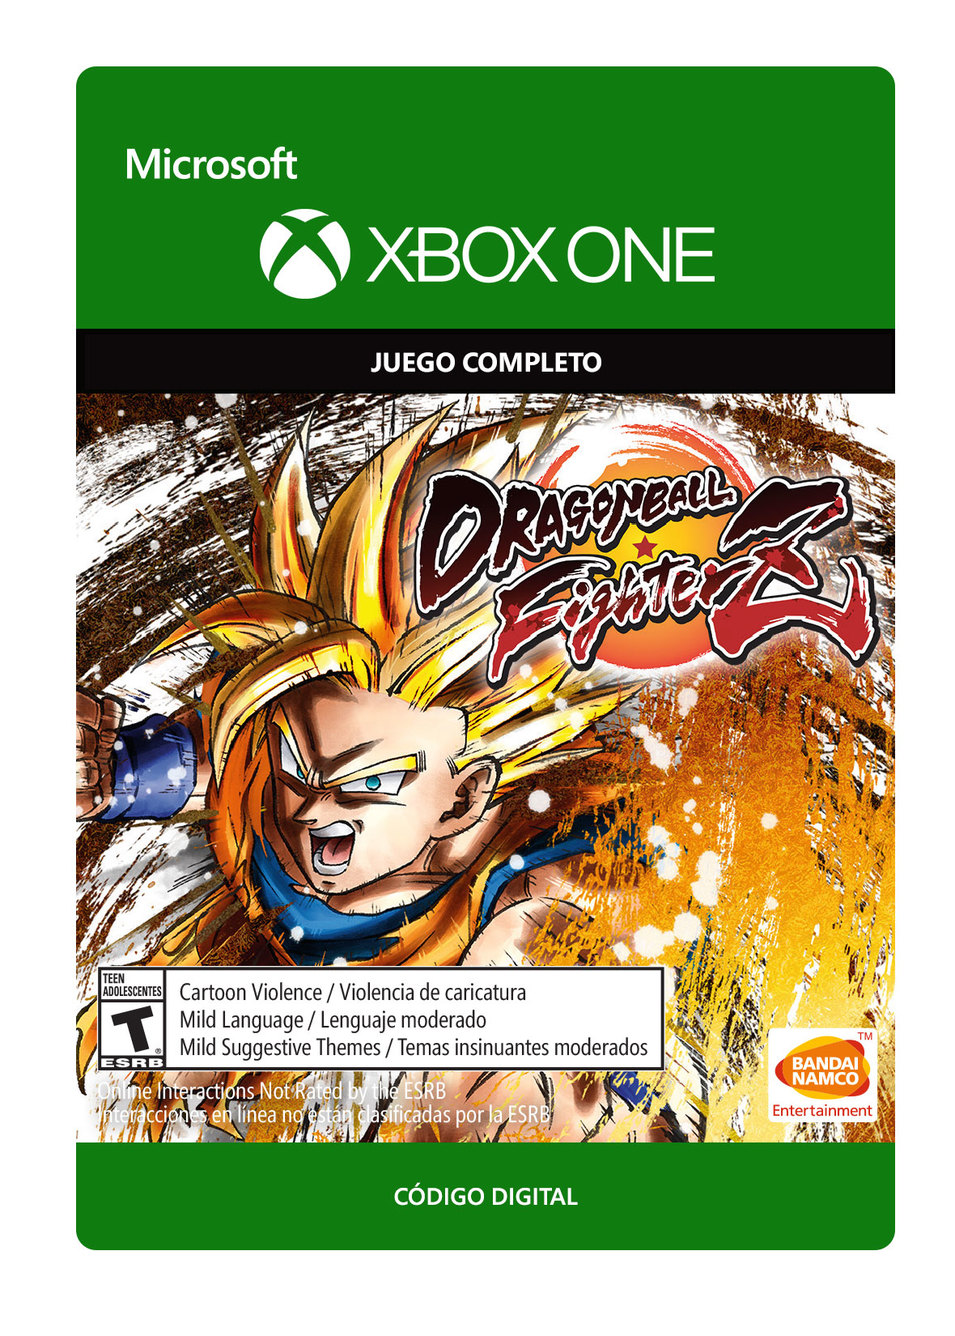 Microsoft
XBOX ONE
JUEGO COMPLETO
DRAGONBALL
FighterZ
TEEN
ADOLESCENTES
T
®
ESRB
Cartoon Violence / Violencia de caricatura
Mild Language / Lenguaje moderado
Mild Suggestive Themes / Temas insinuantes moderados
Online Interactions Not Rated by the ESRB
Interacciones en línea no están clasificadas por la ESRB
TM
BANDAI
NAMCO
Entertainment
CÓDIGO DIGITAL